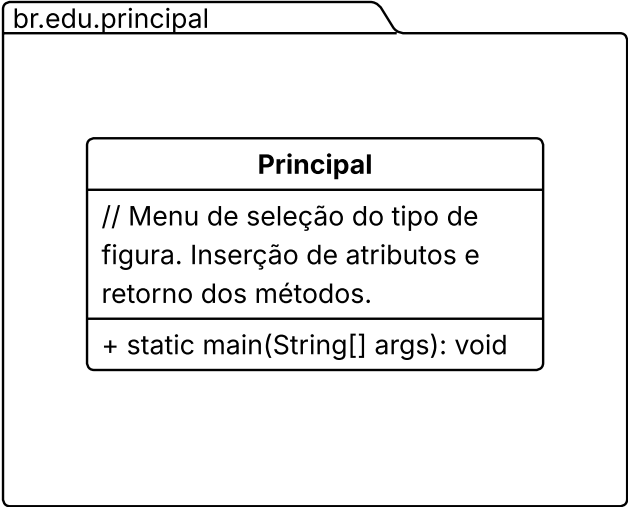 br.edu.principal
Principal
// Menu de seleção do tipo de
figura. Inserção de atributos e
retorno dos métodos.
+ static main(String[] args): void